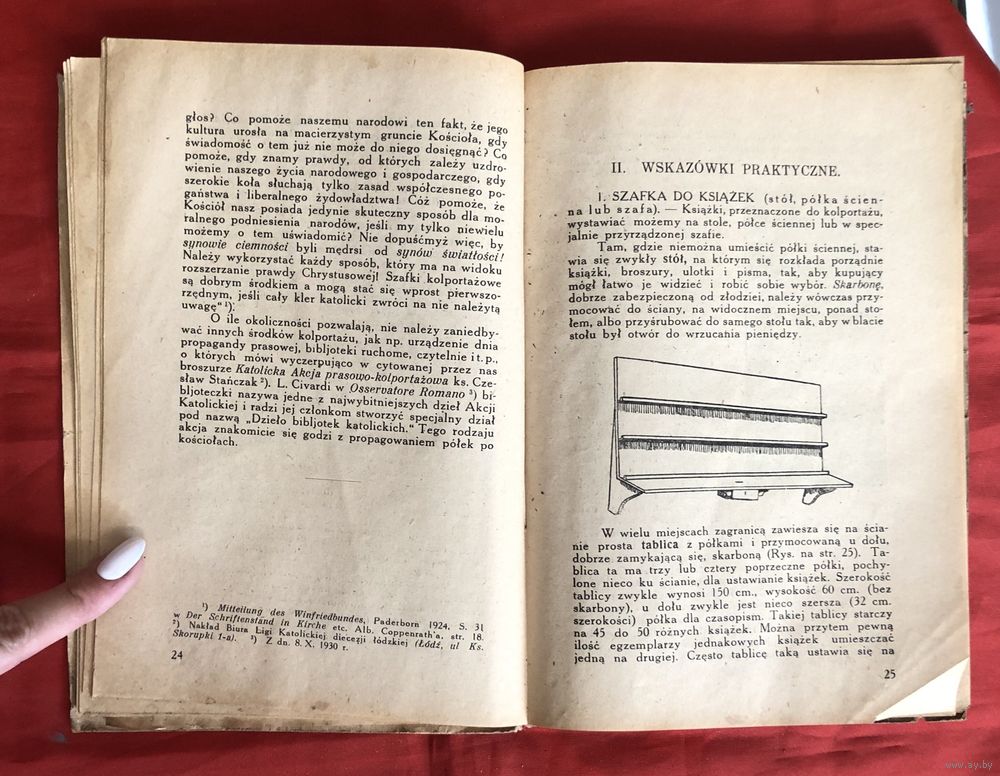 głos? Co pomoże naszemu narodowi ten fakt, że jego
kultura urosła na macierzystym gruncie Kościoła, gdy
świadomość o tem już nie może do niego dosięgnąć? Co
pomoże, gdy znamy prawdy, od których zależy uzdro-
wienie naszego życia narodowego i gospodarczego, gdy
szerokie koła słuchają tylko zasad współczesnego po-
gaństwa i liberalnego żydowładztwa! Cóż pomoże, że
Kościół nasz posiada jedynie skuteczny sposób dla mo-
ralnego podniesienia narodów, jeśli my tylko niewielu
możemy o tem uświadomić? Nie dopuśćmyż więc, by
synowie ciemności byli mędrsi od synów światłości!
Należy wykorzystać każdy sposób, który ma na widoku
rozszerzanie prawdy Chrystusowej! Szafki kolportażowe
są dobrym środkiem a mogą stać się wprost pierwszo-
rzędnym, jeśli cały kler katolicki zwróci na nie należytą
uwagę“ ¹).
O ile okoliczności pozwalają, nie należy zaniedby-
wać innych środków kolportażu, jak np. urządzenie dnia
propagandy prasowej, bibljoteki ruchome, czytelnie i t. p.,
o których mówi wyczerpująco w cytowanej przez nas
broszurze Katolicka Akcja prasowo-kolportażowa ks. Cze-
sław Stańczak ²). L. Civardi w Osservatore Romano ³) bi-
bljoteczki nazywa jedne z najwybitniejszych dzieł Akcji
Katolickiej i radzi jej członkom stworzyć specjalny dział
pod nazwą „Dzieło bibljotek katolickich.“ Tego rodzaju
akcja znakomicie się godzi z propagowaniem półek po
kościołach.
¹) Mitteilung des Winfriedbundes, Paderborn 1924, S. 31
w Der Schriftenstand in Kirche etc. Alb. Coppenrath'a, str. 18.
²) Nakład Biura Ligi Katolickiej diecezji łódzkiej (Łódź, ul Ks.
Skorupki 1-a). ³) Z dn. 8. X. 1930 r.
24
II. WSKAZÓWKI PRAKTYCZNE.
1. SZAFKA DO KSIĄŻEK (stół, półka ścien-
na lub szafa). — Książki, przeznaczone do kolportażu,
wystawiać możemy na stole, półce ściennej lub w spec-
jalnie przyrządzonej szafie.
Tam, gdzie niemożna umieścić półki ściennej, sta-
wia się zwykły stół, na którym się rozkłada porządnie
książki, broszury, ulotki i pisma, tak, aby kupujący
mógł łatwo je widzieć i robić sobie wybór. Skarbonę,
dobrze zabezpieczoną od złodziei, należy wówczas przy-
mocować do ściany, na widocznem miejscu, ponad sto-
łem, albo przyśrubować do samego stołu tak, aby w blacie
stołu był otwór do wrzucania pieniędzy.
W wielu miejscach zagranicą zawiesza się na ścia-
nie prosta tablica z półkami i przymocowaną u dołu,
dobrze zamykającą się, skarboną (Rys. na str. 25). Ta-
blica ta ma trzy lub cztery poprzeczne półki, pochy-
lone nieco ku ścianie, dla ustawianie książek. Szerokość
tablicy zwykle wynosi 150 cm., wysokość 60 cm. (bez
skarbony), u dołu zwykle jest nieco szersza (32 cm.
szerokości) półka dla czasopism. Takiej tablicy starczy
na 45 do 50 różnych książek. Można przytem pewną
ilość egzemplarzy jednakowych książek umieszczać
jedną na drugiej. Często tablicę taką ustawia się na
25
www.ay.by